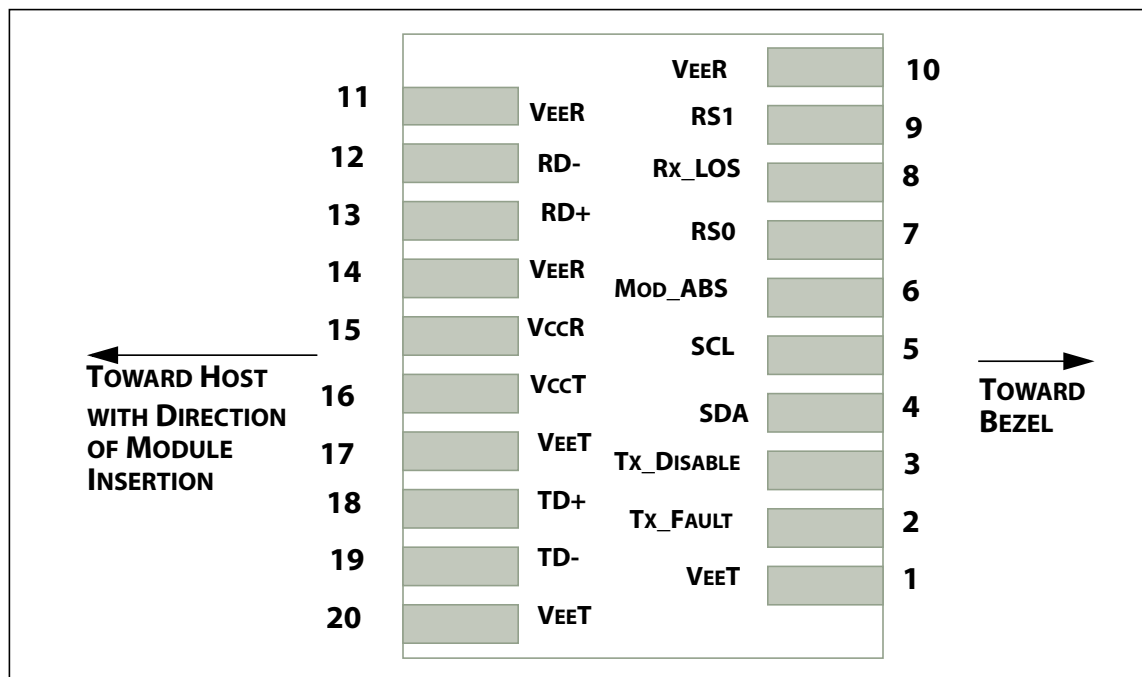 11 VEER
12 RD-
13 RD+
14 VEER
15 VCCR
16 VCCT
17 VEET
18 TD+
19 TD-
20 VEET
VEER 10
RS1 9
RX_LOS 8
RS0 7
MOD_ABS 6
SCL 5
SDA 4
TX_DISABLE 3
TX_FAULT 2
VEET 1
TOWARD HOST
WITH DIRECTION
OF MODULE
INSERTION
TOWARD
BEZEL